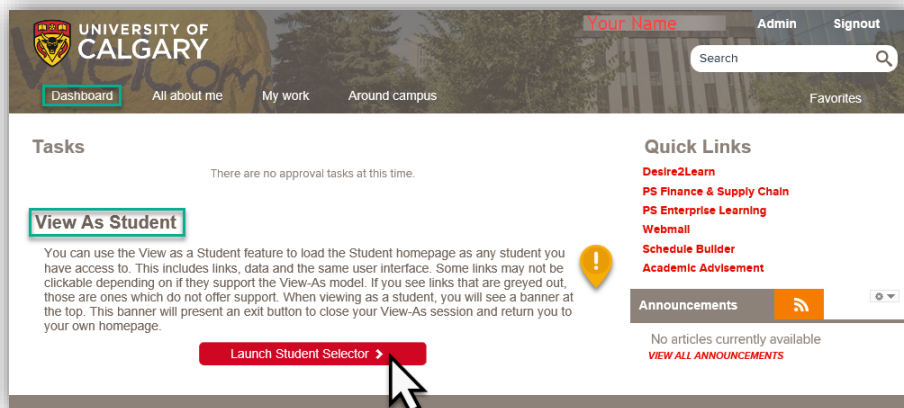 UNIVERSITY OF
CALGARY
Your Name
Admin
Signout
Search
Welcom
Dashboard
All about me
My work
Around campus
Favorites
Tasks
There are no approval tasks at this time.
View As Student
You can use the View as a Student feature to load the Student homepage as any student you
have access to. This includes links, data and the same user interface. Some links may not be
clickable depending on if they support the View-As model. If you see links that are greyed out,
those are ones which do not offer support. When viewing as a student, you will see a banner at
the top. This banner will present an exit button to close your View-As session and return you to
your own homepage.
Launch Student Selector
Quick Links
Desire2Learn
PS Finance & Supply Chain
PS Enterprise Learning
Webmail
Schedule Builder
Academic Advisement
Announcements
No articles currently available
VIEW ALL ANNOUNCEMENTS